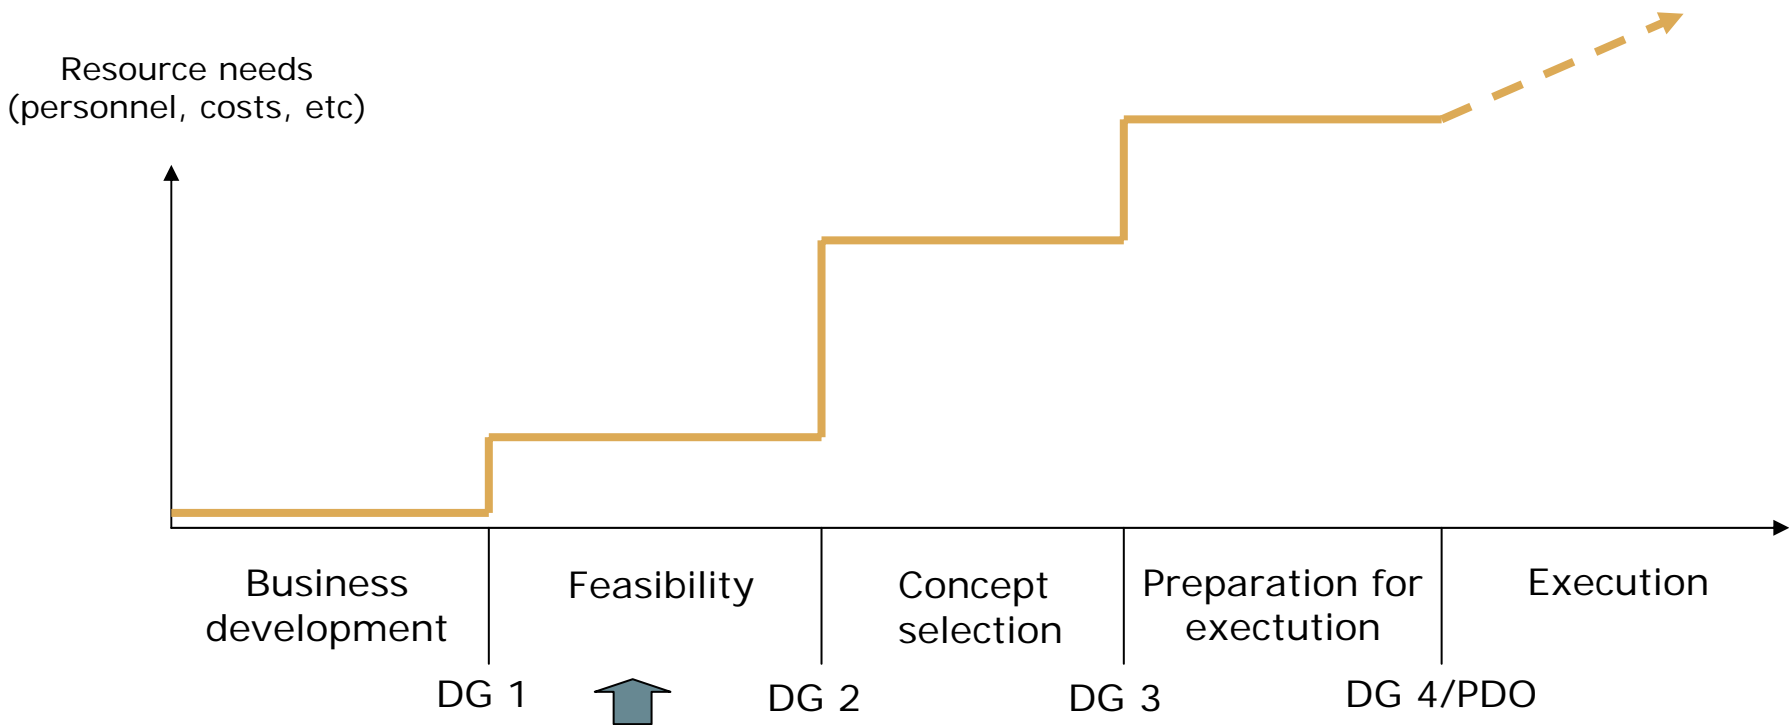 Resource needs
(personnel, costs, etc)
Business
development
Feasibility
Concept
selection
Preparation for
exectution
Execution
DG 1
DG 2
DG 3
DG 4/PDO